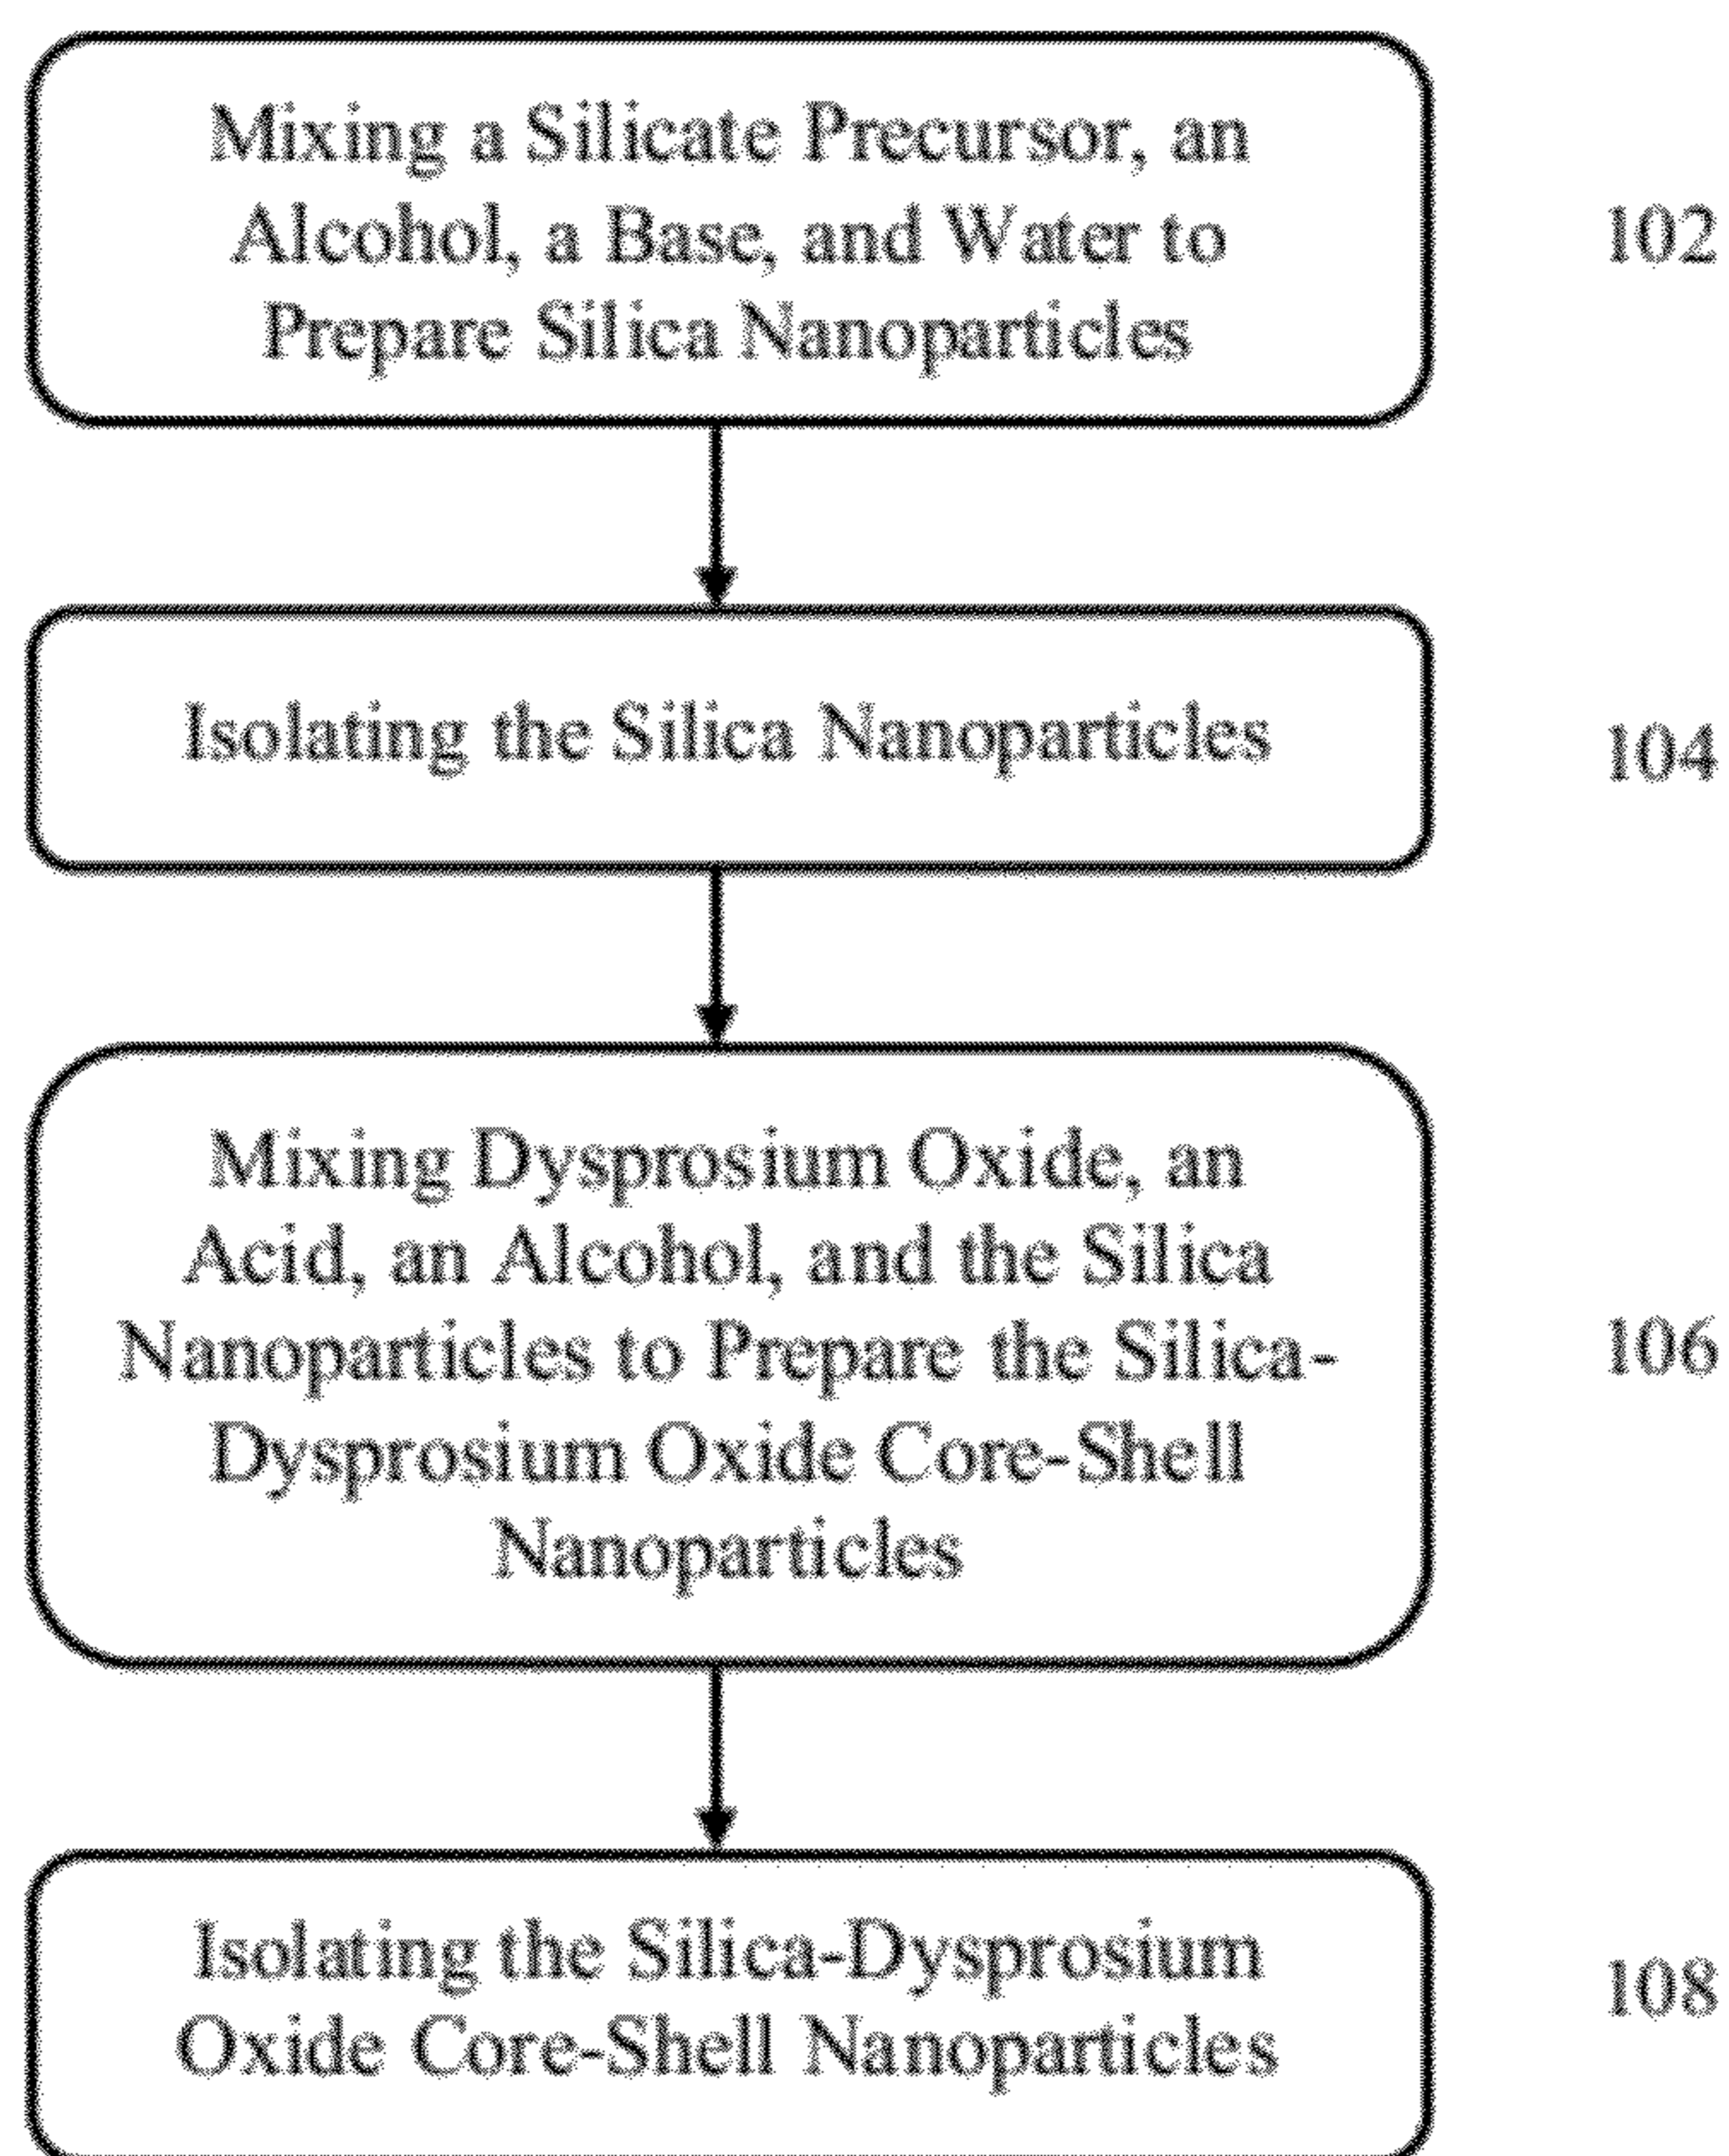 Mixing a Silicate Precursor, an
Alcohol, a Base, and Water to
Prepare Silica Nanoparticles
102
Isolating the Silica Nanoparticles
104
Mixing Dysprosium Oxide, an
Acid, an Alcohol, and the Silica
Nanoparticles to Prepare the Silica-
Dysprosium Oxide Core-Shell
Nanoparticles
106
Isolating the Silica-Dysprosium
Oxide Core-Shell Nanoparticles
108